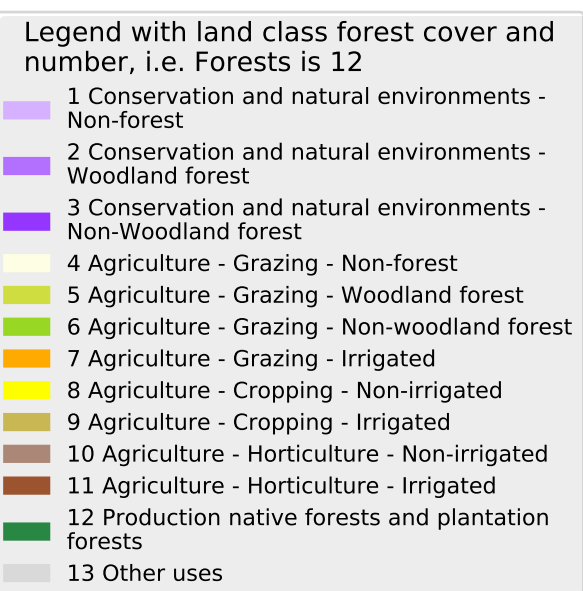 Legend with land class forest cover and
number, i.e. Forests is 12
1 Conservation and natural environments -
Non-forest
2 Conservation and natural environments -
Woodland forest
3 Conservation and natural environments -
Non-Woodland forest
4 Agriculture - Grazing - Non-forest
5 Agriculture - Grazing - Woodland forest
6 Agriculture - Grazing - Non-woodland forest
7 Agriculture - Grazing - Irrigated
8 Agriculture - Cropping - Non-irrigated
9 Agriculture - Cropping - Irrigated
10 Agriculture - Horticulture - Non-irrigated
11 Agriculture - Horticulture - Irrigated
12 Production native forests and plantation
forests
13 Other uses